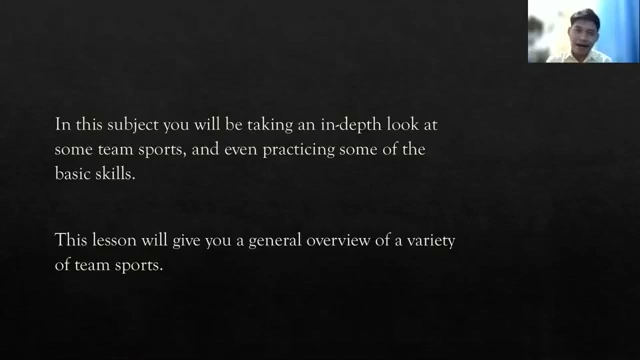 In this subject you will be taking an in-depth look at
some team sports, and even practicing some of the
basic skills.
This lesson will give you a general overview of a variety
of team sports.